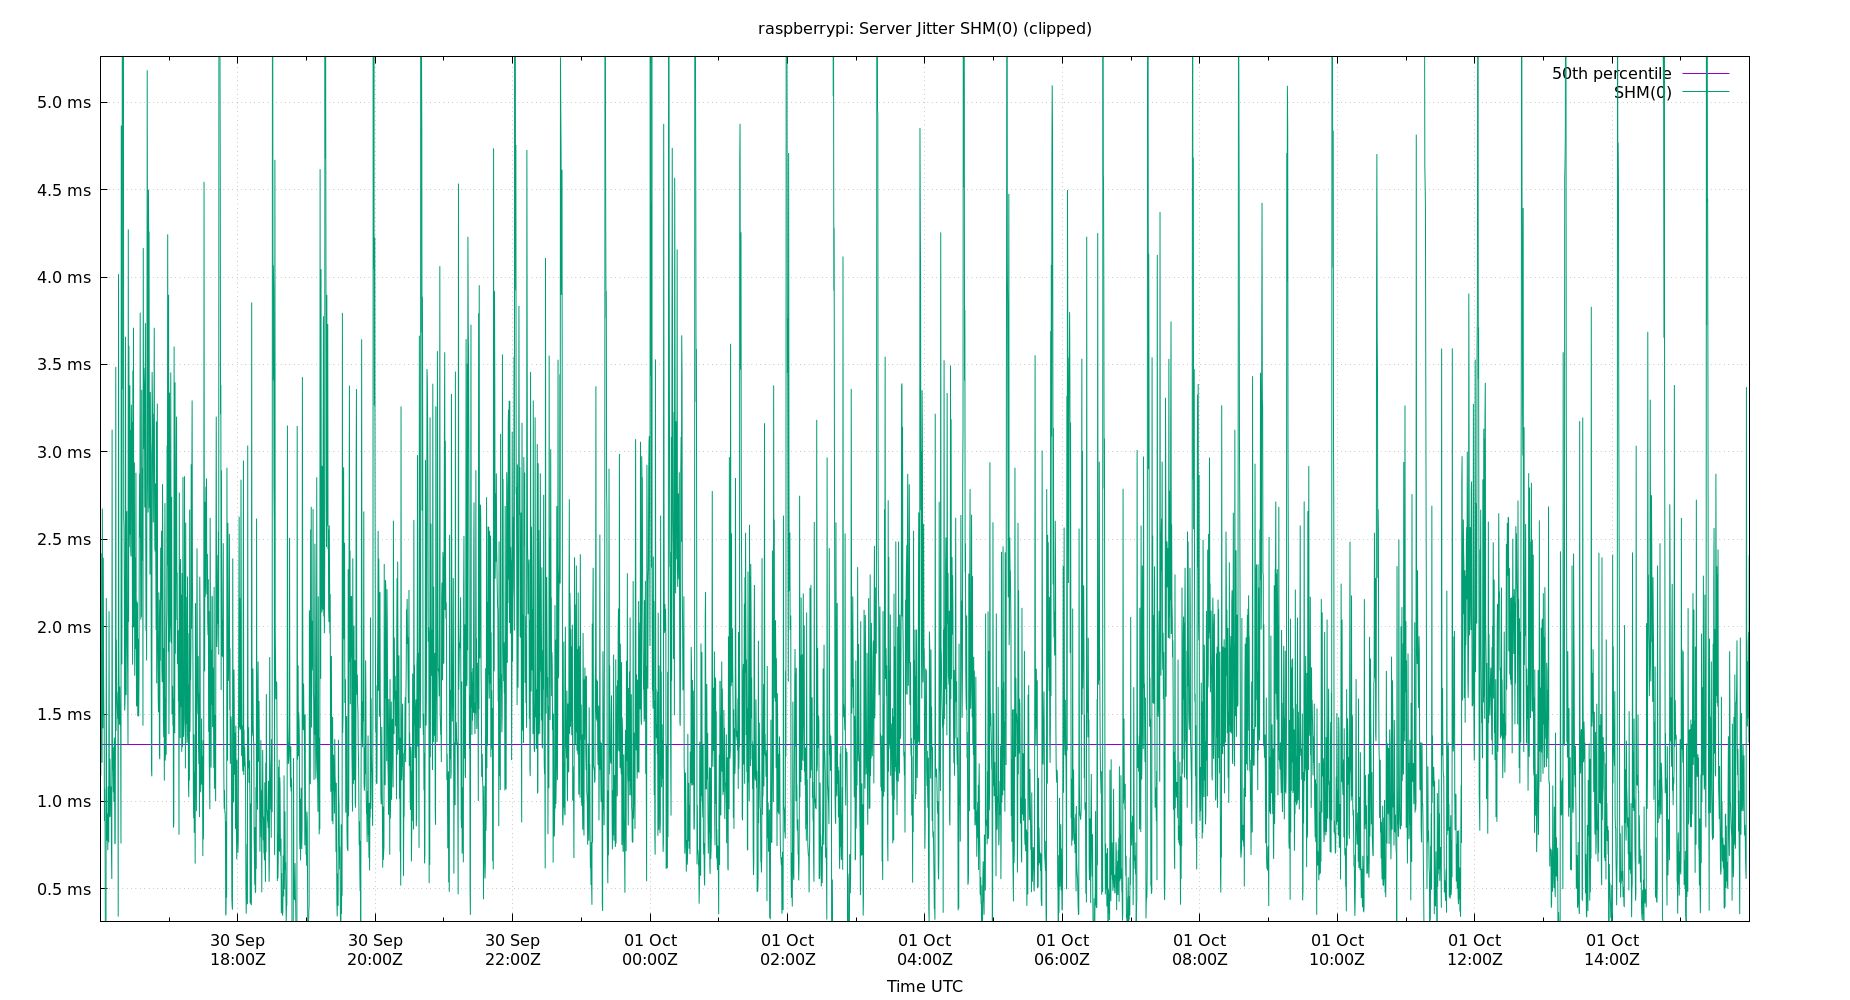 raspberrypi: Server Jitter SHM(0) (clipped)
50th percentile
SHM(0)
5.0 ms
4.5 ms
4.0 ms
3.5 ms
3.0 ms
2.5 ms
2.0 ms
1.5 ms
1.0 ms
0.5 ms
30 Sep 30 Sep 30 Sep 01 Oct 01 Oct 01 Oct 01 Oct 01 Oct 01 Oct 01 Oct 01 Oct
18:00Z 20:00Z 22:00Z 00:00Z 02:00Z 04:00Z 06:00Z 08:00Z 10:00Z 12:00Z 14:00Z
Time UTC